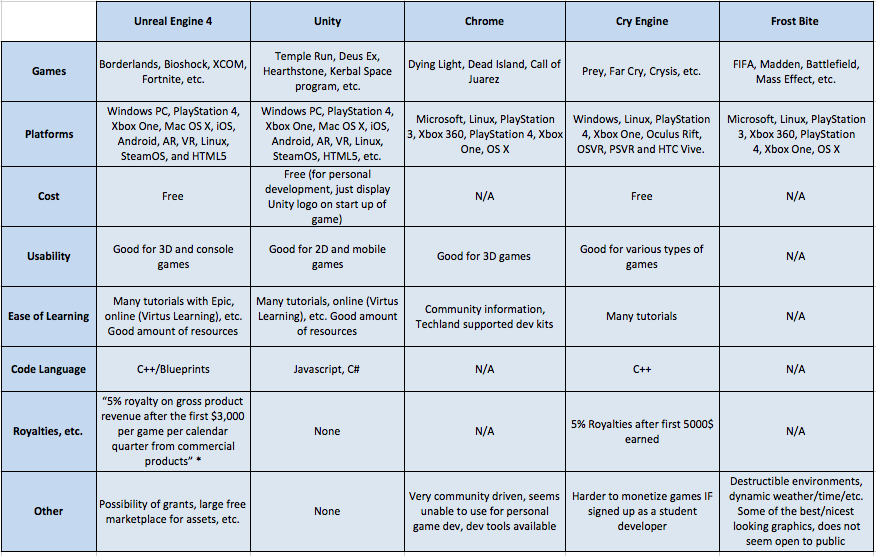 Unreal Engine 4
Unity
Chrome
Cry Engine
Frost Bite
Games
Borderlands, Bioshock, XCOM,
Fortnite, etc.
Temple Run, Deus Ex,
Hearthstone, Kerbal Space
program, etc.
Dying Light, Dead Island, Call of
Juarez
Prey, Far Cry, Crysis, etc.
FIFA, Madden, Battlefield,
Mass Effect, etc.
Platforms
Windows PC, PlayStation 4,
Xbox One, Mac OS X, iOS,
Android, AR, VR, Linux,
SteamOS, and HTML5
Windows PC, PlayStation 4,
Xbox One, Mac OS X, iOS,
Android, AR, VR, Linux,
SteamOS, HTML5, etc.
Microsoft, Linux, PlayStation
3, Xbox 360, PlayStation 4, Xbox
One, OS X
Windows, Linux, PlayStation
4, Xbox One, Oculus Rift,
OSVR, PSVR and HTC Vive.
Microsoft, Linux, PlayStation
3, Xbox 360, PlayStation
4, Xbox One, OS X
Cost
Free
Free (for personal
development, just display
Unity logo on start up of
game)
N/A
Free
N/A
Usability
Good for 3D and console
games
Good for 2D and mobile
games
Good for 3D games
Good for various types of
games
N/A
Ease of Learning
Many tutorials with Epic,
online (Virtus Learning), etc.
Good amount of resources
Many tutorials, online (Virtus
Learning), etc. Good amount
of resources
Community information,
Techland supported dev kits
Many tutorials
N/A
Code Language
C++/Blueprints
Javascript, C#
N/A
C++
N/A
Royalties, etc.
“5% royalty on gross product
revenue after the first $3,000
per game per calendar
quarter from commercial
products” *
None
N/A
5% Royalties after first 5000$
earned
N/A
Other
Possibility of grants, large free
marketplace for assets, etc.
None
Very community driven, seems
unable to use for personal
game dev, dev tools available
Harder to monetize games IF
signed up as a student
developer
Destructible environments,
dynamic weather/time/etc.
Some of the best/nicest
looking graphics, does not
seem open to public